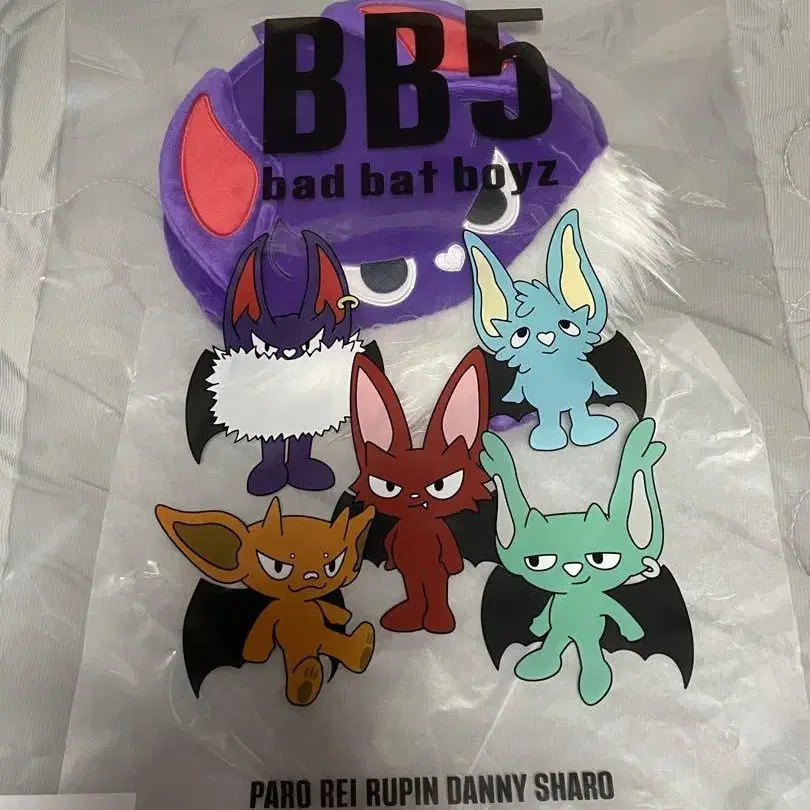 BB5
bad bat boyz
PARO REI RUPIN DANNY SHARO